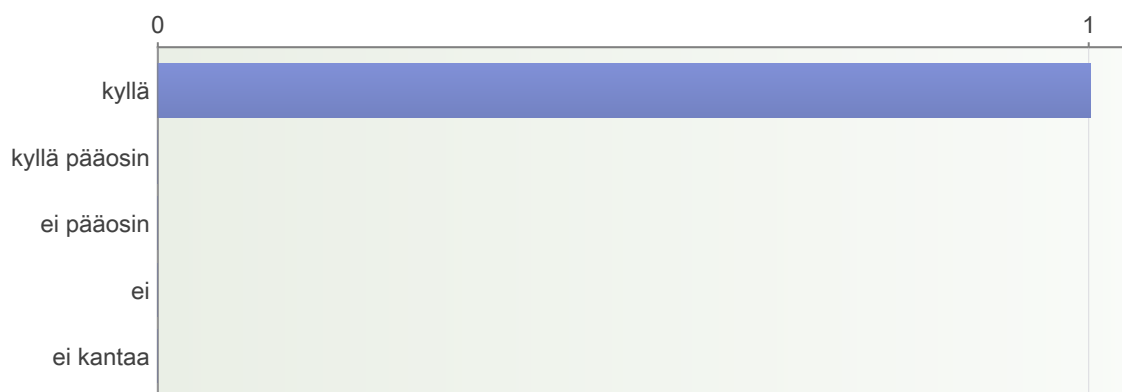 0 1
kyllä
kyllä pääosin
ei pääosin
ei
ei kantaa